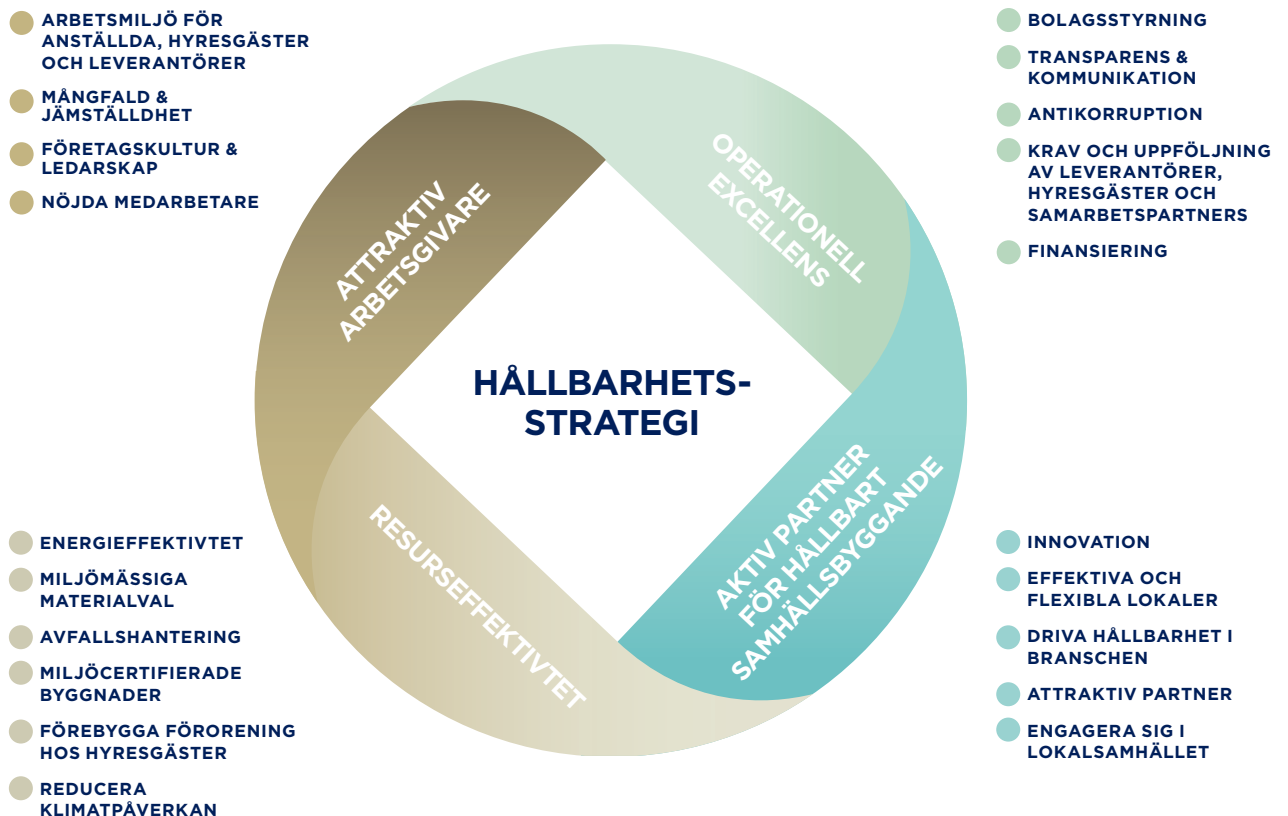 ARBETSMILJÖ FÖR
ANSTÄLLDA, HYRESGÄSTER
OCH LEVERANTÖRER
MÅNGFALD &
JÄMSTÄLLDHET
FÖRETAGSKULTUR &
LEDARSKAP
NÖJDA MEDARBETARE
BOLAGSSTYRNING
TRANSPARENS &
KOMMUNIKATION
ANTIKORRUPTION
KRAV OCH UPPFÖLJNING
AV LEVERANTÖRER,
HYRESGÄSTER OCH
SAMARBETSPARTNERS
FINANSIERING
ATTRAKTIV
ARBETSGIVARE
OPERATIONELL
EXCELLENS
HÅLLBARHETS-
STRATEGI
RESURSEFFEKTIVTET
AKTIV PARTNER
FÖR HÅLLBART
SAMHÄLLSBYGGANDE
ENERGIEFFEKTIVTET
MILJÖMÄSSIGA
MATERIALVAL
AVFALLSHANTERING
MILJÖCERTIFIERADE
BYGGNADER
FÖREBYGGA FÖRORENING
HOS HYRESGÄSTER
REDUCERA
KLIMATPÅVERKAN
INNOVATION
EFFEKTIVA OCH
FLEXIBLA LOKALER
DRIVA HÅLLBARHET I
BRANSCHEN
ATTRAKTIV PARTNER
ENGAGERA SIG I
LOKALSAMHÄLLET